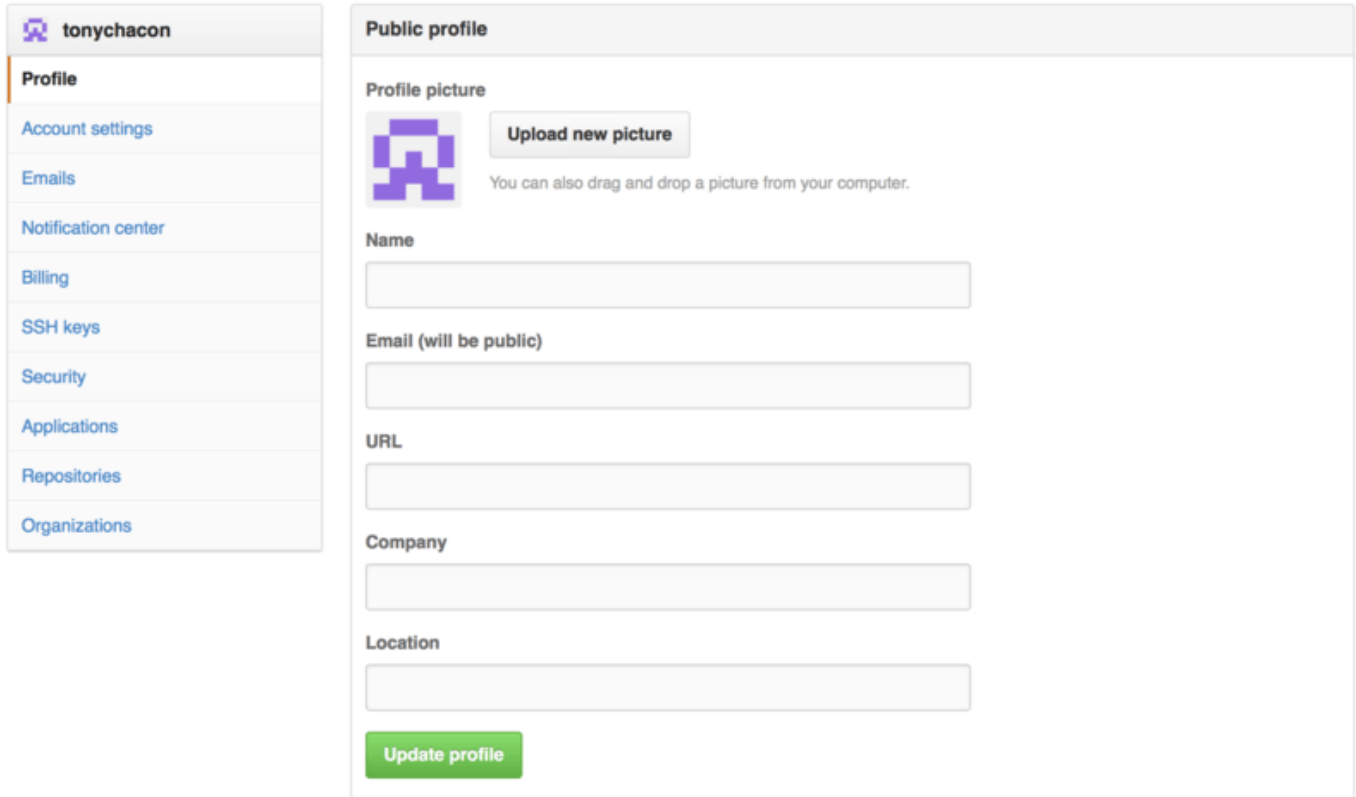 tonychacon
Profile
Account settings
Emails
Notification center
Billing
SSH keys
Security
Applications
Repositories
Organizations
Public profile
Profile picture
Upload new picture
You can also drag and drop a picture from your computer.
Name
Email (will be public)
URL
Company
Location
Update profile